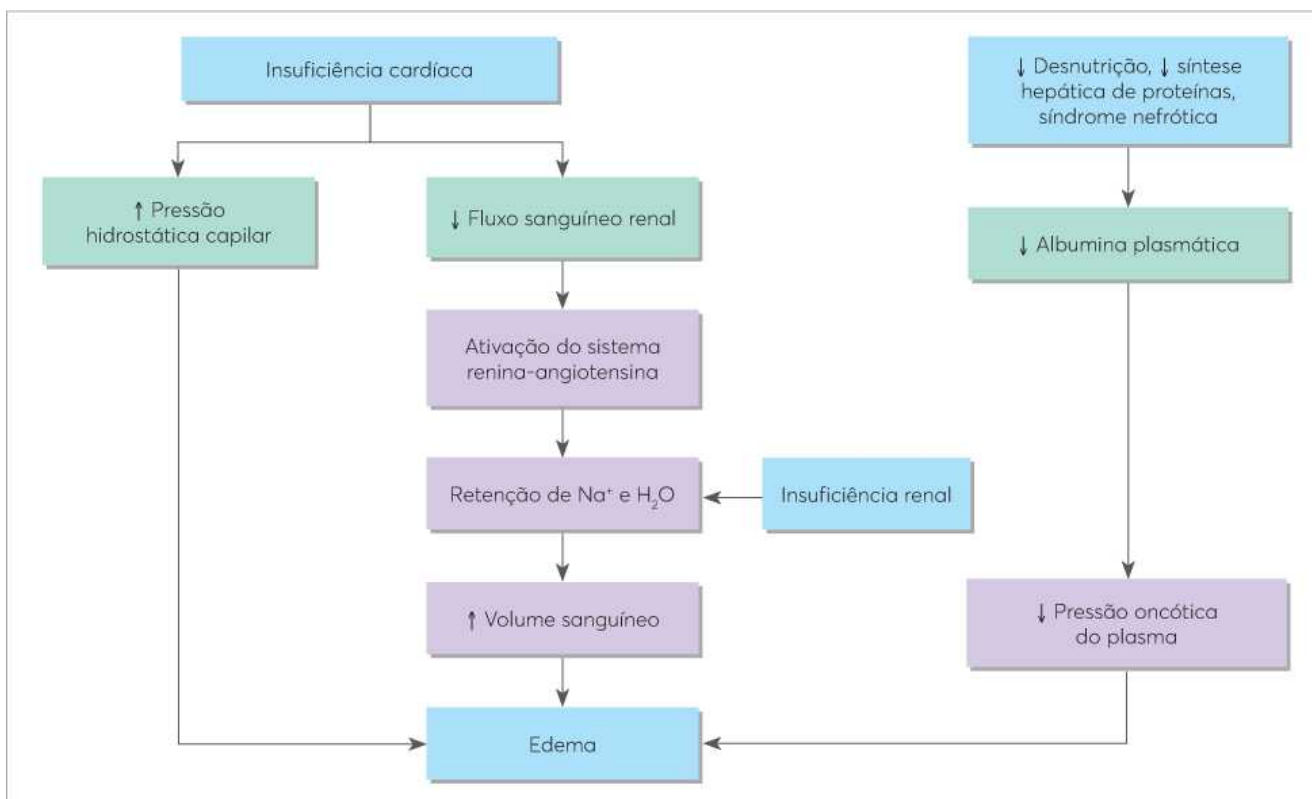 Insuficiência cardíaca
↓ Desnutrição, ↓ síntese
hepática de proteínas,
síndrome nefrótica
↑ Pressão
hidrostática capilar
↓ Fluxo sanguíneo renal
↓ Albumina plasmática
Ativação do sistema
renina-angiotensina
Retenção de Na⁺ e H₂O
Insuficiência renal
↑ Volume sanguíneo
↓ Pressão oncótica
do plasma
Edema